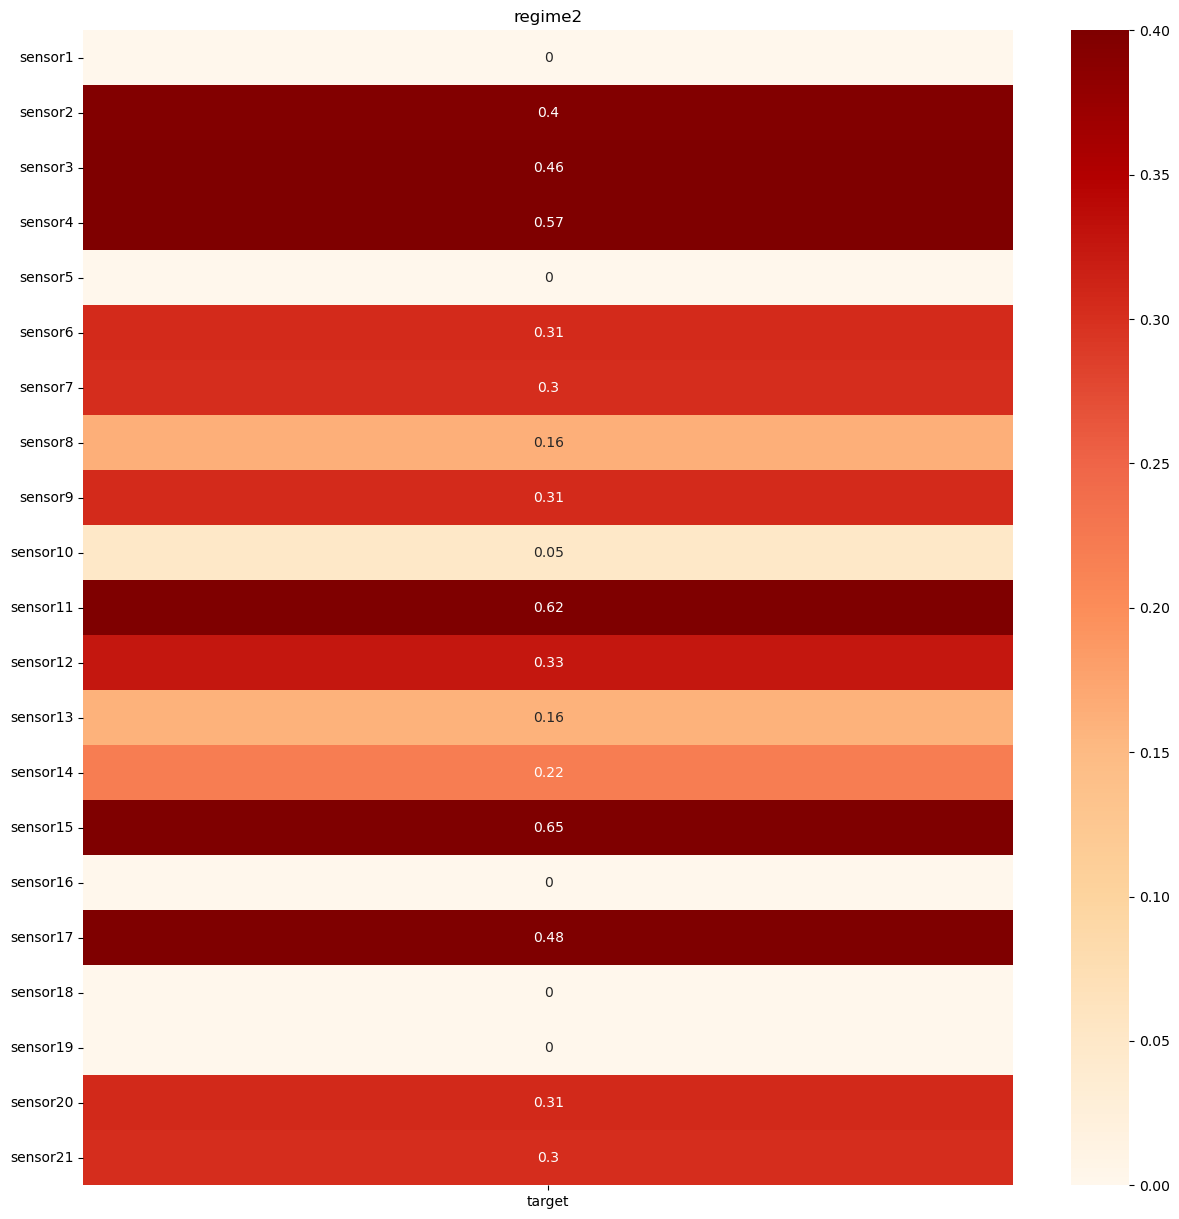 regime2
sensor1 0
sensor2 0.4
sensor3 0.46
sensor4 0.57
sensor5 0
sensor6 0.31
sensor7 0.3
sensor8 0.16
sensor9 0.31
sensor10 0.05
sensor11 0.62
sensor12 0.33
sensor13 0.16
sensor14 0.22
sensor15 0.65
sensor16 0
sensor17 0.48
sensor18 0
sensor19 0
sensor20 0.31
sensor21 0.3
target
0.40
0.35
0.30
0.25
0.20
0.15
0.10
0.05
0.00